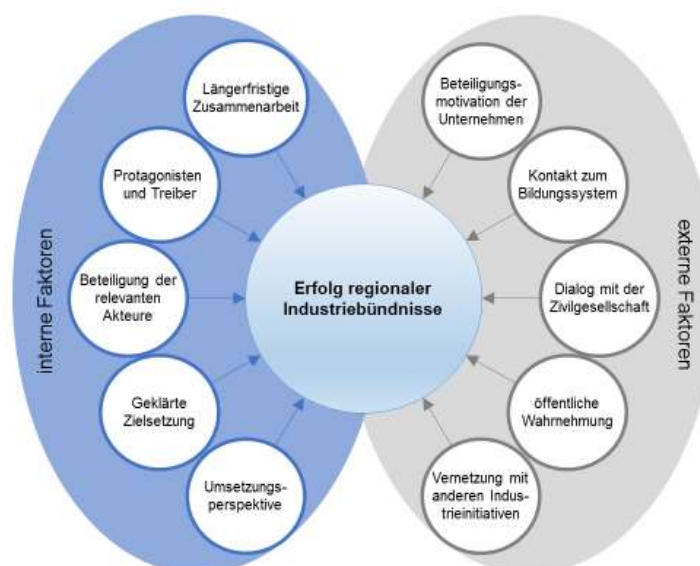 interne Faktoren
Längerfristige
Zusammenarbeit
Protagonisten
und Treiber
Beteiligung der
relevanten
Akteure
Geklärte
Zielsetzung
Umsetzungs-
perspektive
Erfolg regionaler
Industriebündnisse
Beteiligungs-
motivation der
Unternehmen
Kontakt zum
Bildungssystem
Dialog mit der
Zivilgesellschaft
öffentliche
Wahrnehmung
Vernetzung mit
anderen Indus-
trieinitiativen
externe Faktoren